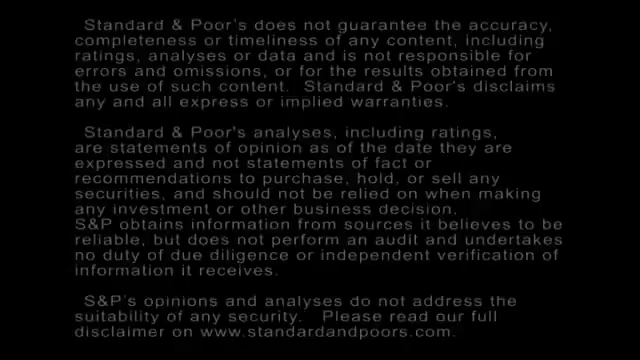 Standard & Poor's does not guarantee the accuracy,
completeness or timeliness of any content, including
ratings, analyses or data and is not responsible for
errors and omissions, or for the results obtained from
the use of such content. Standard & Poor's disclaims
any and all express or implied warranties.
Standard & Poor's analyses, including ratings,
are statements of opinion as of the date they are
expressed and not statements of fact or
recommendations to purchase, hold, or sell any
securities, and should not be relied on when making
any investment or other business decision.
S&P obtains information from sources it believes to be
reliable, but does not perform an audit and undertakes
no duty of due diligence or independent verification of
information it receives.
S&P's opinions and analyses do not address the
suitability of any security. Please read our full
disclaimer on www.standardandpoors.com.